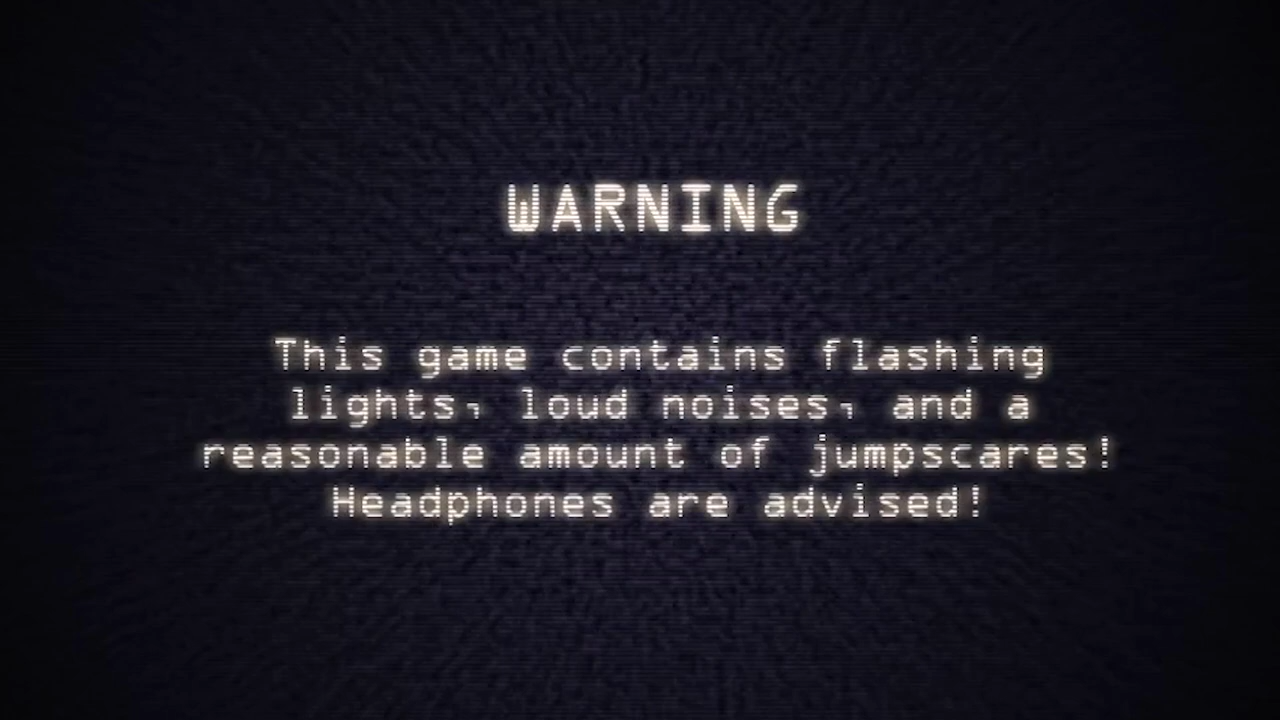 WARNING
This game contains flashing
lights, loud noises, and a
reasonable amount of jumpscares!
Headphones are advised!